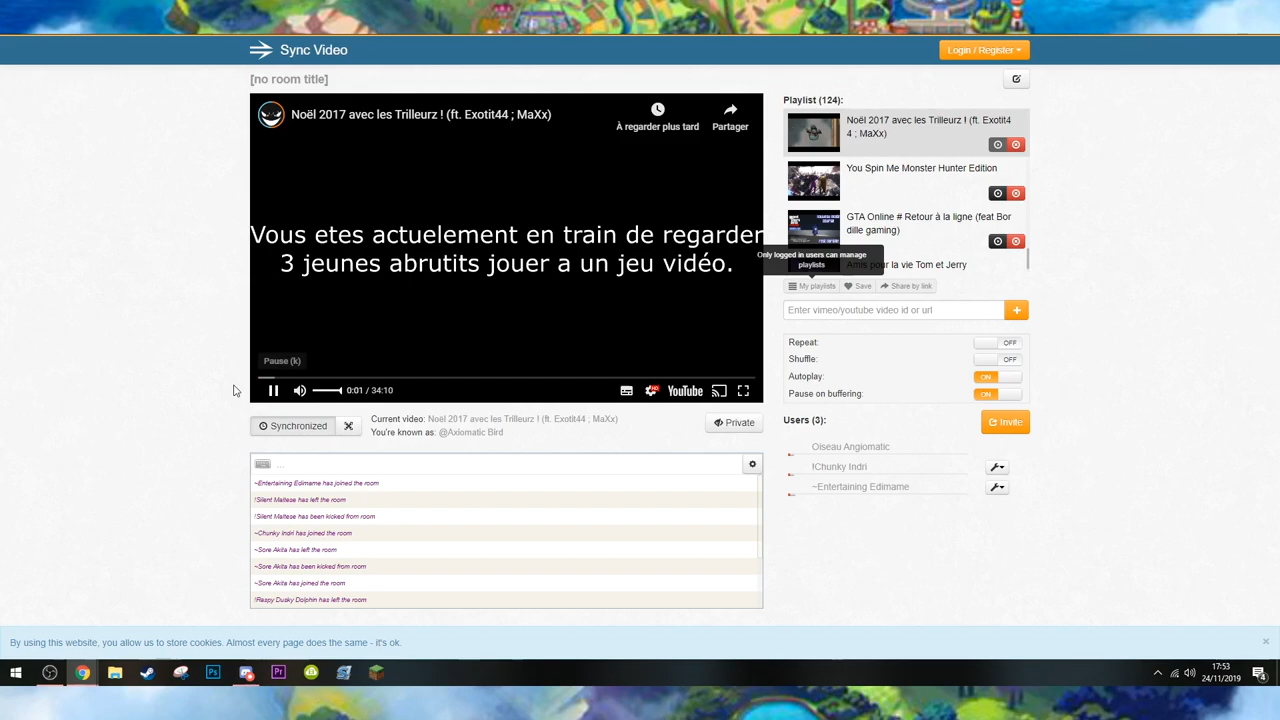 Sync Video
Login / Register
[no room title]
Noël 2017 avec les Trilleurz ! (ft. Exotit44 ; MaXx)
À regarder plus tard
Partager
Vous etes actuelement en train de regarder
3 jeunes abrutits jouer a un jeu vidéo.
Pause (k)
0:01 / 34:10
YouTube
Playlist (124):
Noël 2017 avec les Trilleurz ! (ft. Exotit4
4 ; MaXx)
You Spin Me Monster Hunter Edition
GTA Online # Retour à la ligne (feat Bor
dille gaming)
Amis pour la vie Tom et Jerry
Only logged in users can manage
playlists
My playlists
Save
Share by link
Enter vimeo/youtube video id or url
Repeat:
OFF
Shuffle:
OFF
Autoplay:
ON
Pause on buffering:
ON
Users (3):
Invite
Oiseau Angiomatic
!Chunky Indri
~Entertaining Edimame
Synchronized
Current video: Noël 2017 avec les Trilleurz ! (ft. Exotit44 ; MaXx)
You're known as: @Axiomatic Bird
Private
...
~Entertaining Edimame has joined the room
!Silent Maltese has left the room
!Silent Maltese has been kicked from room
~Chunky Indri has joined the room
~Sore Akita has left the room
~Sore Akita has been kicked from room
~Sore Akita has joined the room
!Raspy Dusky Dolphin has left the room
By using this website, you allow us to store cookies. Almost every page does the same - it's ok.
17:53
24/11/2019
4